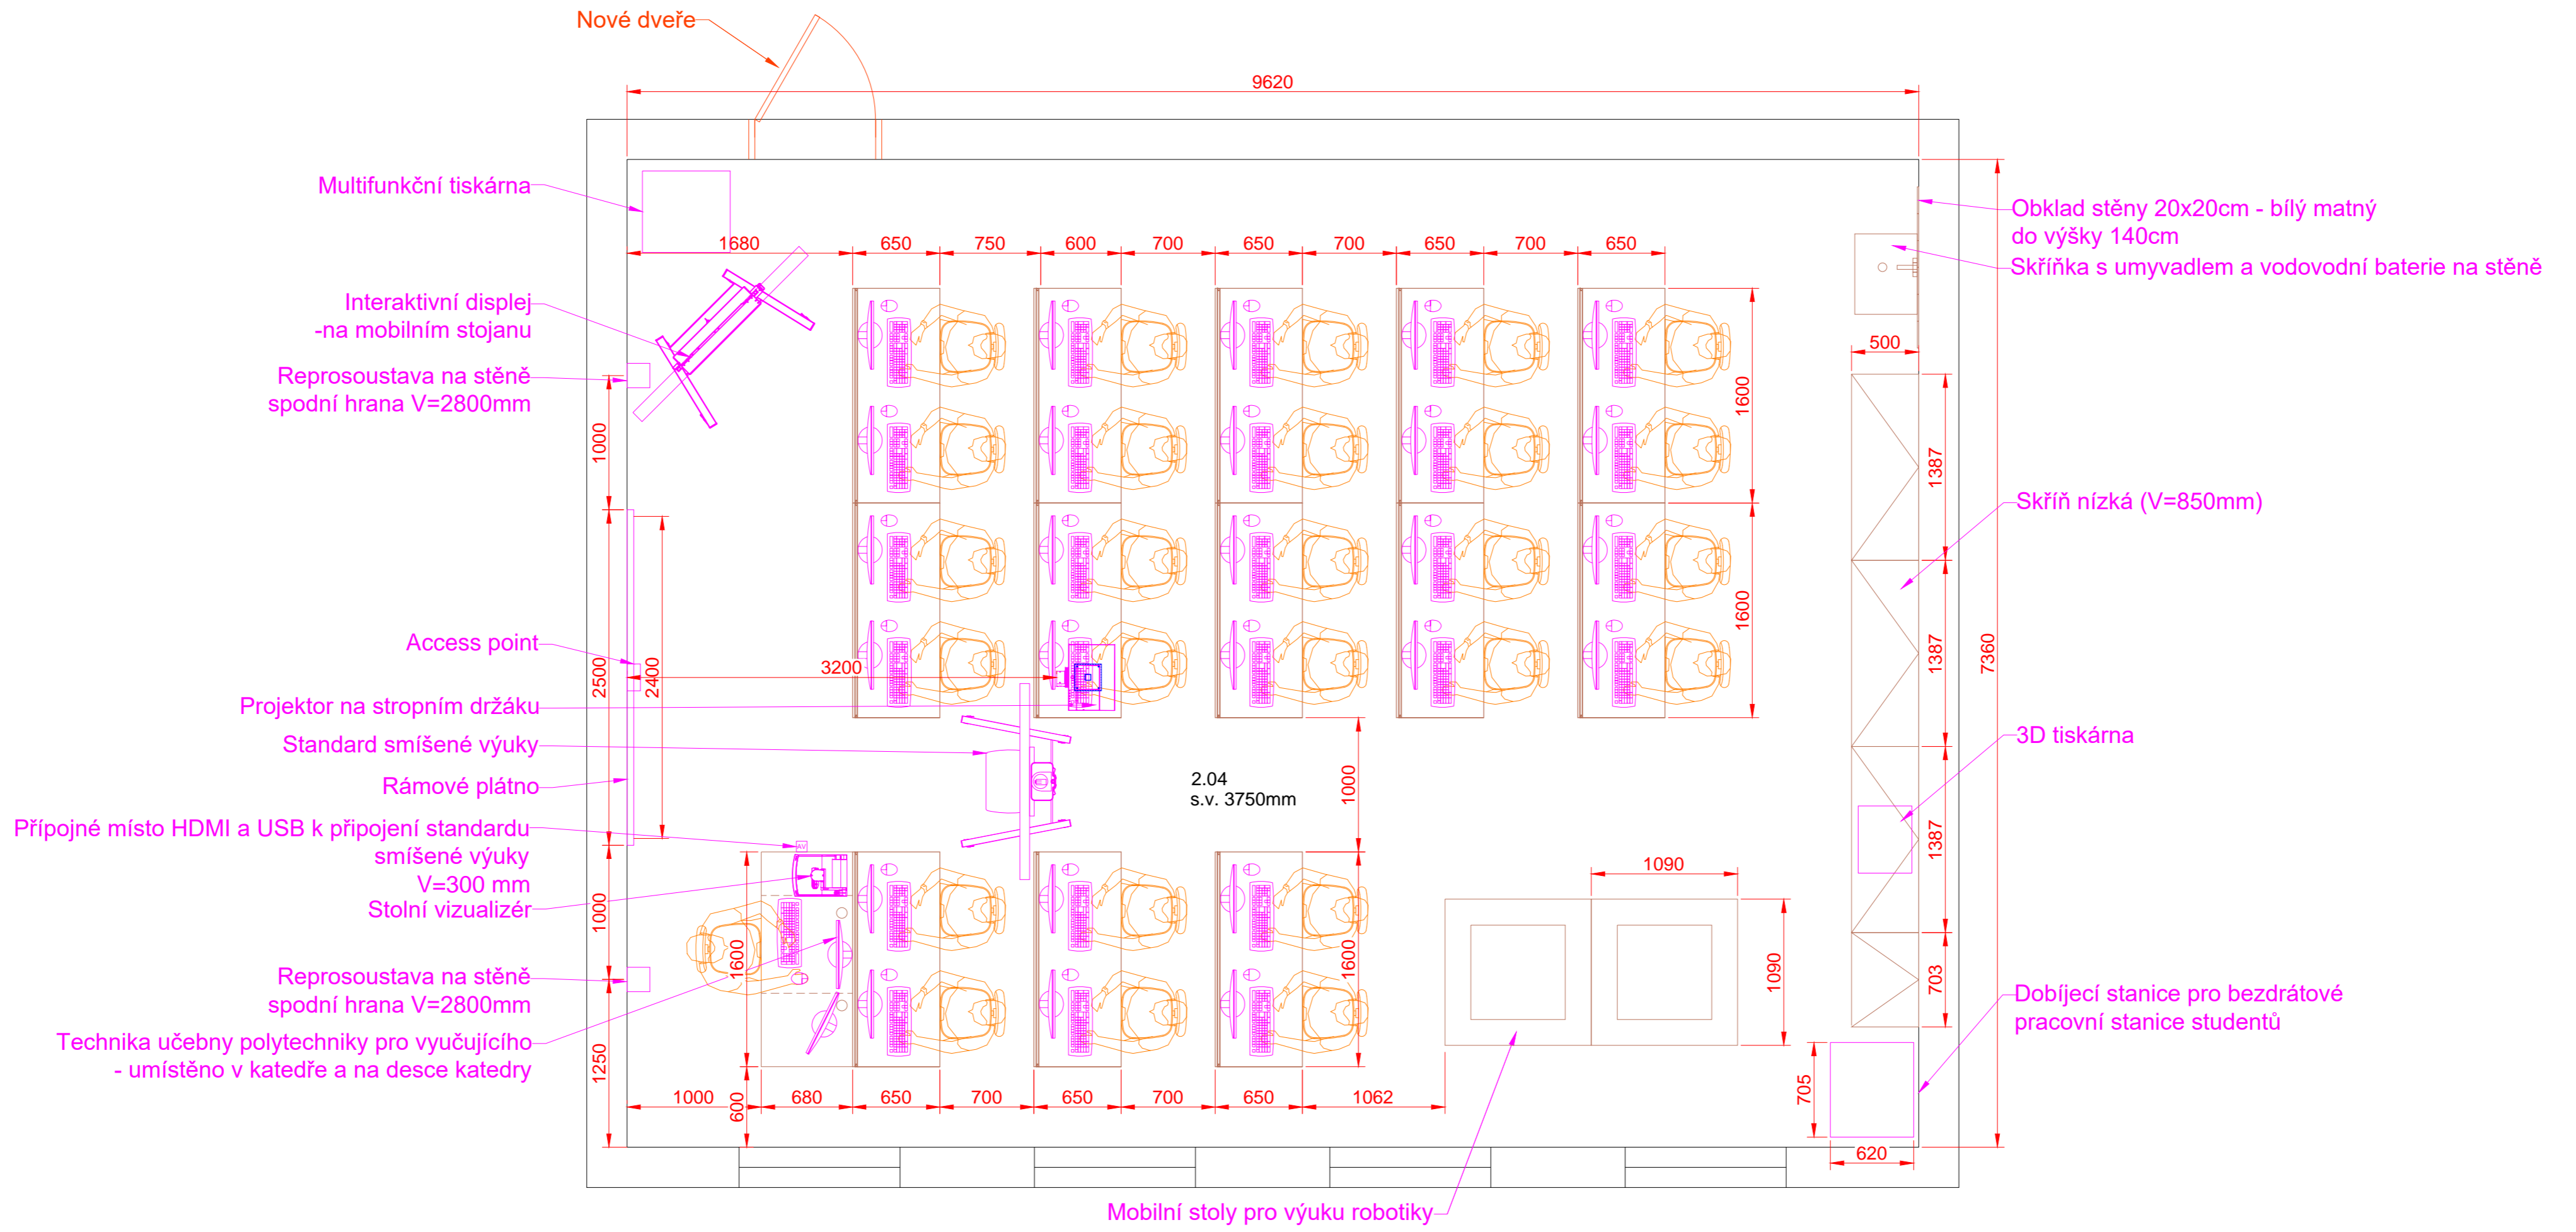 Nové dveře
9620
Multifunkční tiskárna
Obklad stěny 20x20cm - bílý matný
do výšky 140cm
Skříňka s umyvadlem a vodovodní baterie na stěně
1680
650
750
600
700
650
700
650
700
650
Interaktivní displej
-na mobilním stojanu
500
Reprosoustava na stěně
spodní hrana V=2800mm
1000
1600
1387
Skříň nízká (V=850mm)
1600
Access point
2500
2400
3200
1387
7360
Projektor na stropním držáku
Standard smíšené výuky
3D tiskárna
Rámové plátno
2.04
s.v. 3750mm
1000
1387
Přípojné místo HDMI a USB k připojení standardu
smíšené výuky
V=300 mm
AV
Stolní vizualizér
1000
1090
1600
1600
1090
703
Reprosoustava na stěně
spodní hrana V=2800mm
Dobíjecí stanice pro bezdrátové
pracovní stanice studentů
Technika učebny polytechniky pro vyučujícího
- umístěno v katedře a na desce katedry
1250
1000
680
600
650
700
650
700
650
1062
705
620
Mobilní stoly pro výuku robotiky